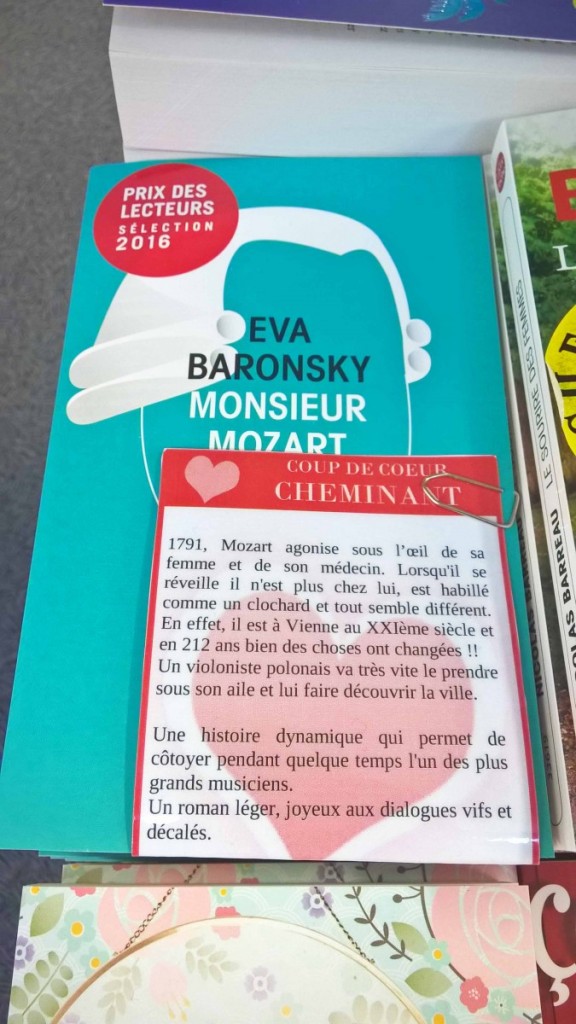 PRIX DES
LECTEURS
SÉLECTION
2016
EVA
BARONSKY
MONSIEUR
MOZART
COUP DE COEUR
CHEMINANT
1791, Mozart agonise sous l'œil de sa
femme et de son médecin. Lorsqu'il se
réveille il n'est plus chez lui, est habillé
comme un clochard et tout semble différent.
En effet, il est à Vienne au XXIème siècle et
en 212 ans bien des choses ont changées !!
Un violoniste polonais va très vite le prendre
sous son aile et lui faire découvrir la ville.
Une histoire dynamique qui permet de
côtoyer pendant quelque temps l'un des plus
grands musiciens.
Un roman léger, joyeux aux dialogues vifs et
décalés.
LE SOURIRE DES FEMMES
BARREAU